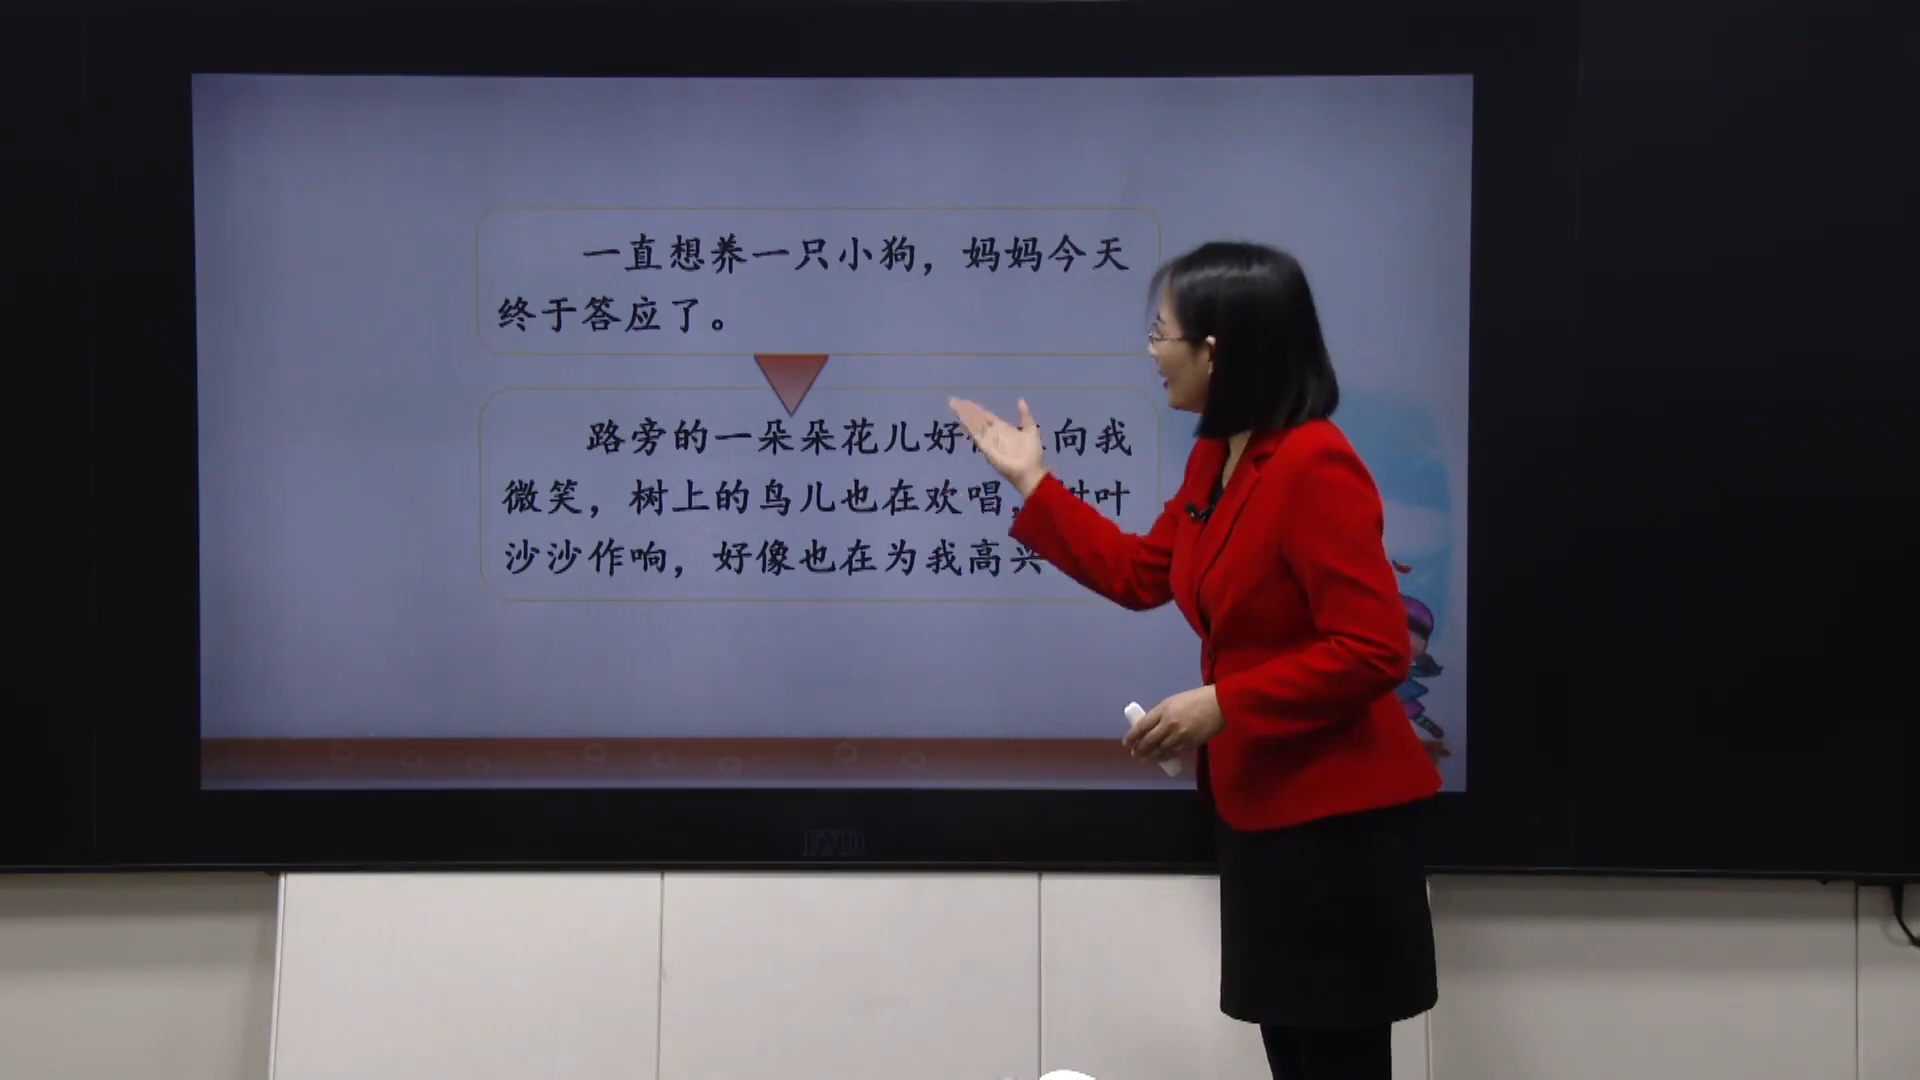 一直想养一只小狗，妈妈今天
终于答应了。
路旁的一朵朵花儿好 向我
微笑，树上的鸟儿也在欢唱，树叶
沙沙作响，好像也在为我高兴